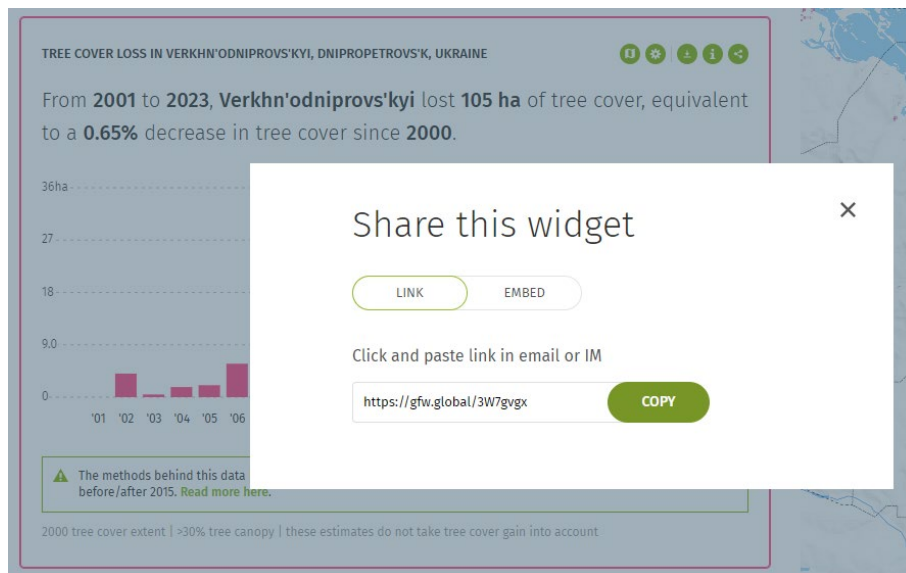 TREE COVER LOSS IN VERKHN'ODNIPROVS'KYI, DNIPROPETROVS'K, UKRAINE
From 2001 to 2023, Verkhn'odniprovs'kyi lost 105 ha of tree cover, equivalent
to a 0.65% decrease in tree cover since 2000.
36ha
27
18
9.0
0
'01 '02 '03 '04 '05 '06
Share this widget
LINK EMBED
Click and paste link in email or IM
https://gfw.global/3W7gvgx COPY
The methods behind this data
before/after 2015. Read more here.
2000 tree cover extent | >30% tree canopy | these estimates do not take tree cover gain into account